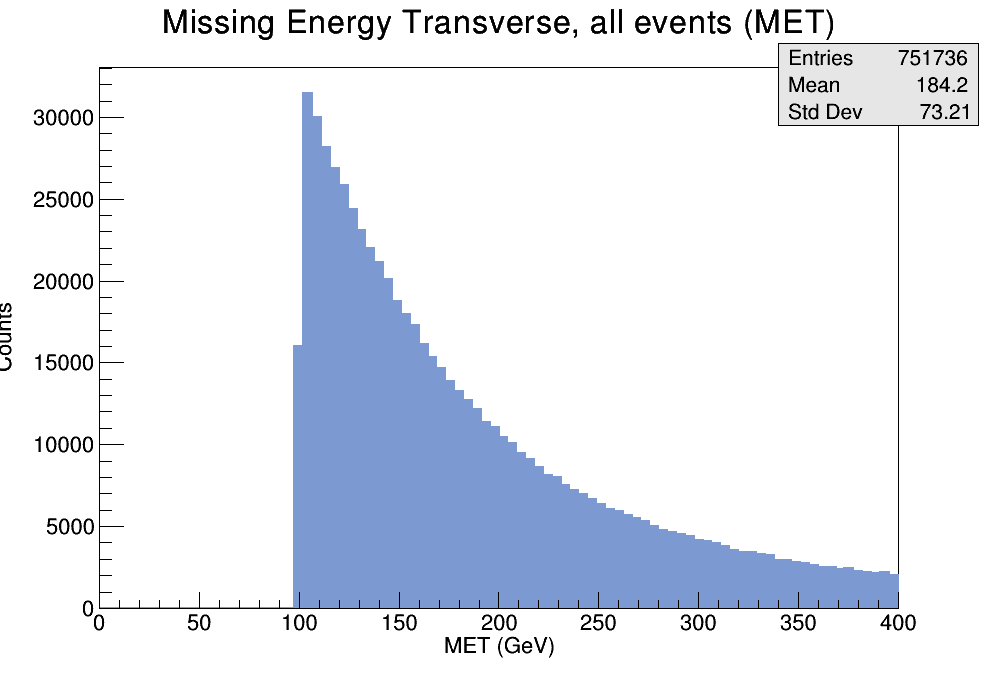 Missing Energy Transverse, all events (MET)
Entries 751736
Mean 184.2
Std Dev 73.21
30000
25000
20000
15000
10000
5000
0
Counts
0 50 100 150 200 250 300 350 400
MET (GeV)